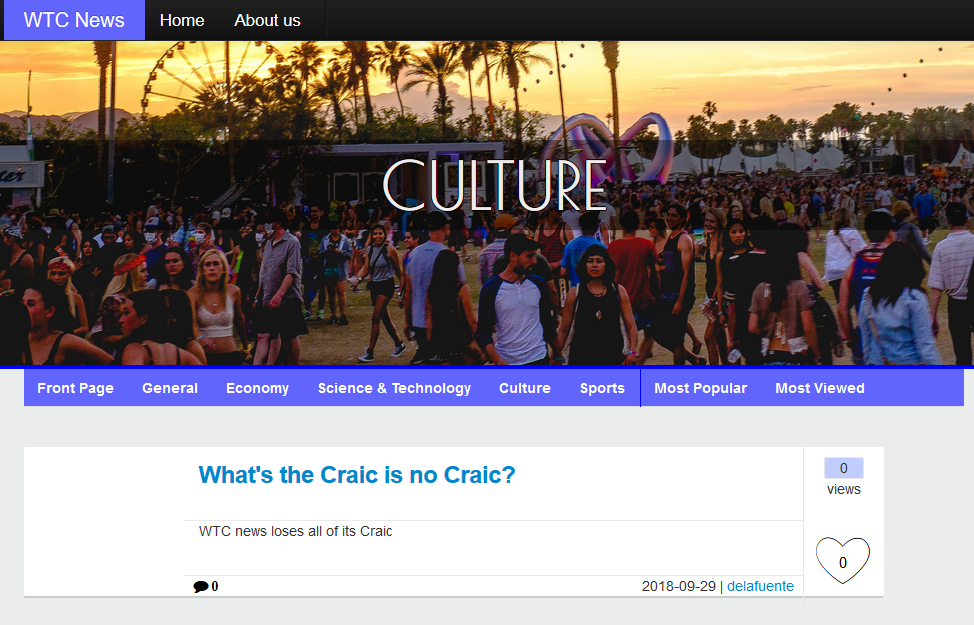 WTC News Home About us
CULTURE
Front Page General Economy Science & Technology Culture Sports Most Popular Most Viewed
What's the Craic is no Craic?
0
views
WTC news loses all of its Craic
0
0 2018-09-29 | delafuente